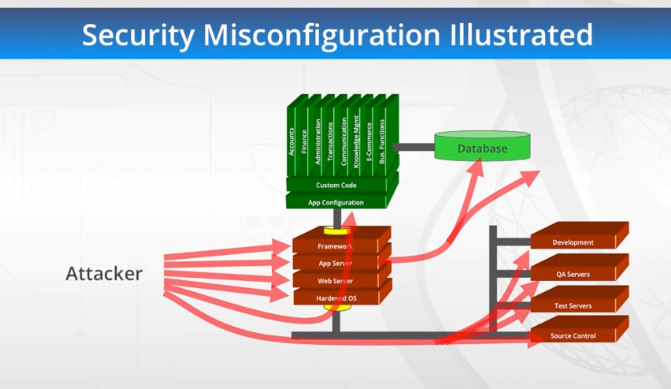 Security Misconfiguration Illustrated
Accounts
Finance
Administration
Transactions
Communication
Knowledge Mgmt
E-Commerce
Bus. Functions
Custom Code
App Configuration
Database
Framework
App Server
Web Server
Hardened OS
Attacker
Development
QA Servers
Test Servers
Source Control